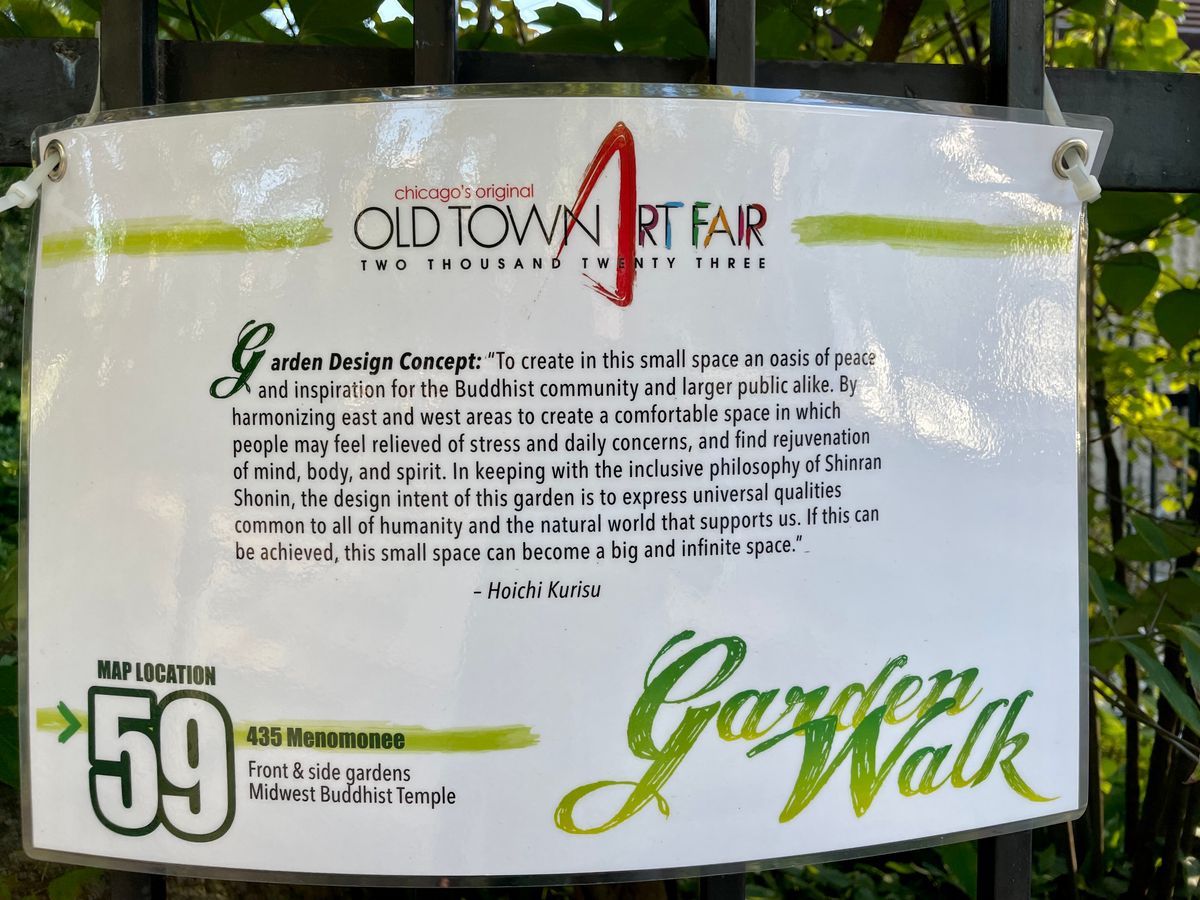 chicago's original
OLD TOWN ART FAIR
TWO THOUSAND TWENTY THREE
Garden Design Concept: “To create in this small space an oasis of peace
and inspiration for the Buddhist community and larger public alike. By
harmonizing east and west areas to create a comfortable space in which
people may feel relieved of stress and daily concerns, and find rejuvenation
of mind, body, and spirit. In keeping with the inclusive philosophy of Shinran
Shonin, the design intent of this garden is to express universal qualities
common to all of humanity and the natural world that supports us. If this can
be achieved, this small space can become a big and infinite space.”
– Hoichi Kurisu
MAP LOCATION
59
435 Menomonee
Front & side gardens
Midwest Buddhist Temple
Garden
Walk